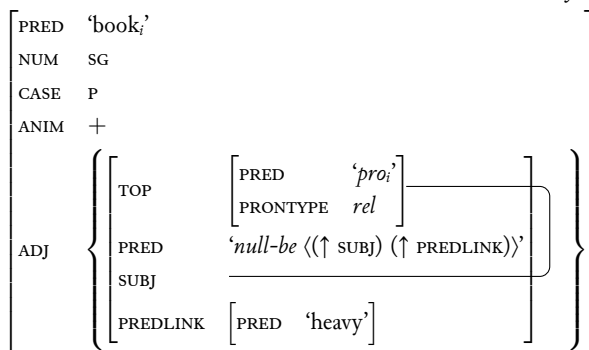 PRED ‘book_i’
NUM SG
CASE P
ANIM +
TOP PRED ‘pro_i’
PRONTYPE rel
ADJ PRED ‘null-be ⟨(↑ SUBJ) (↑ PREDLINK)⟩’
SUBJ
PREDLINK PRED ‘heavy’